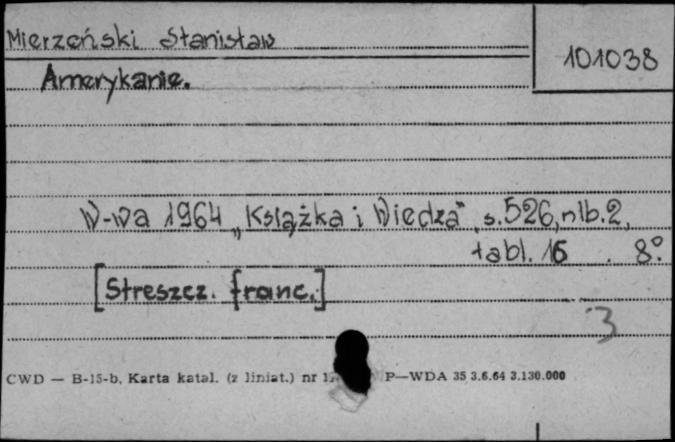 Mierzeński Stanisław
101038
Amerykanie.
W-wa 1964 „Książka i Wiedza", s. 526, nlb. 2,
tabl. 16 . 8°.
[Streszcz. franc.]
3
CWD — B-15-b, Karta katal. (z liniat.) nr P—WDA 35 3.6.64 3.130.000